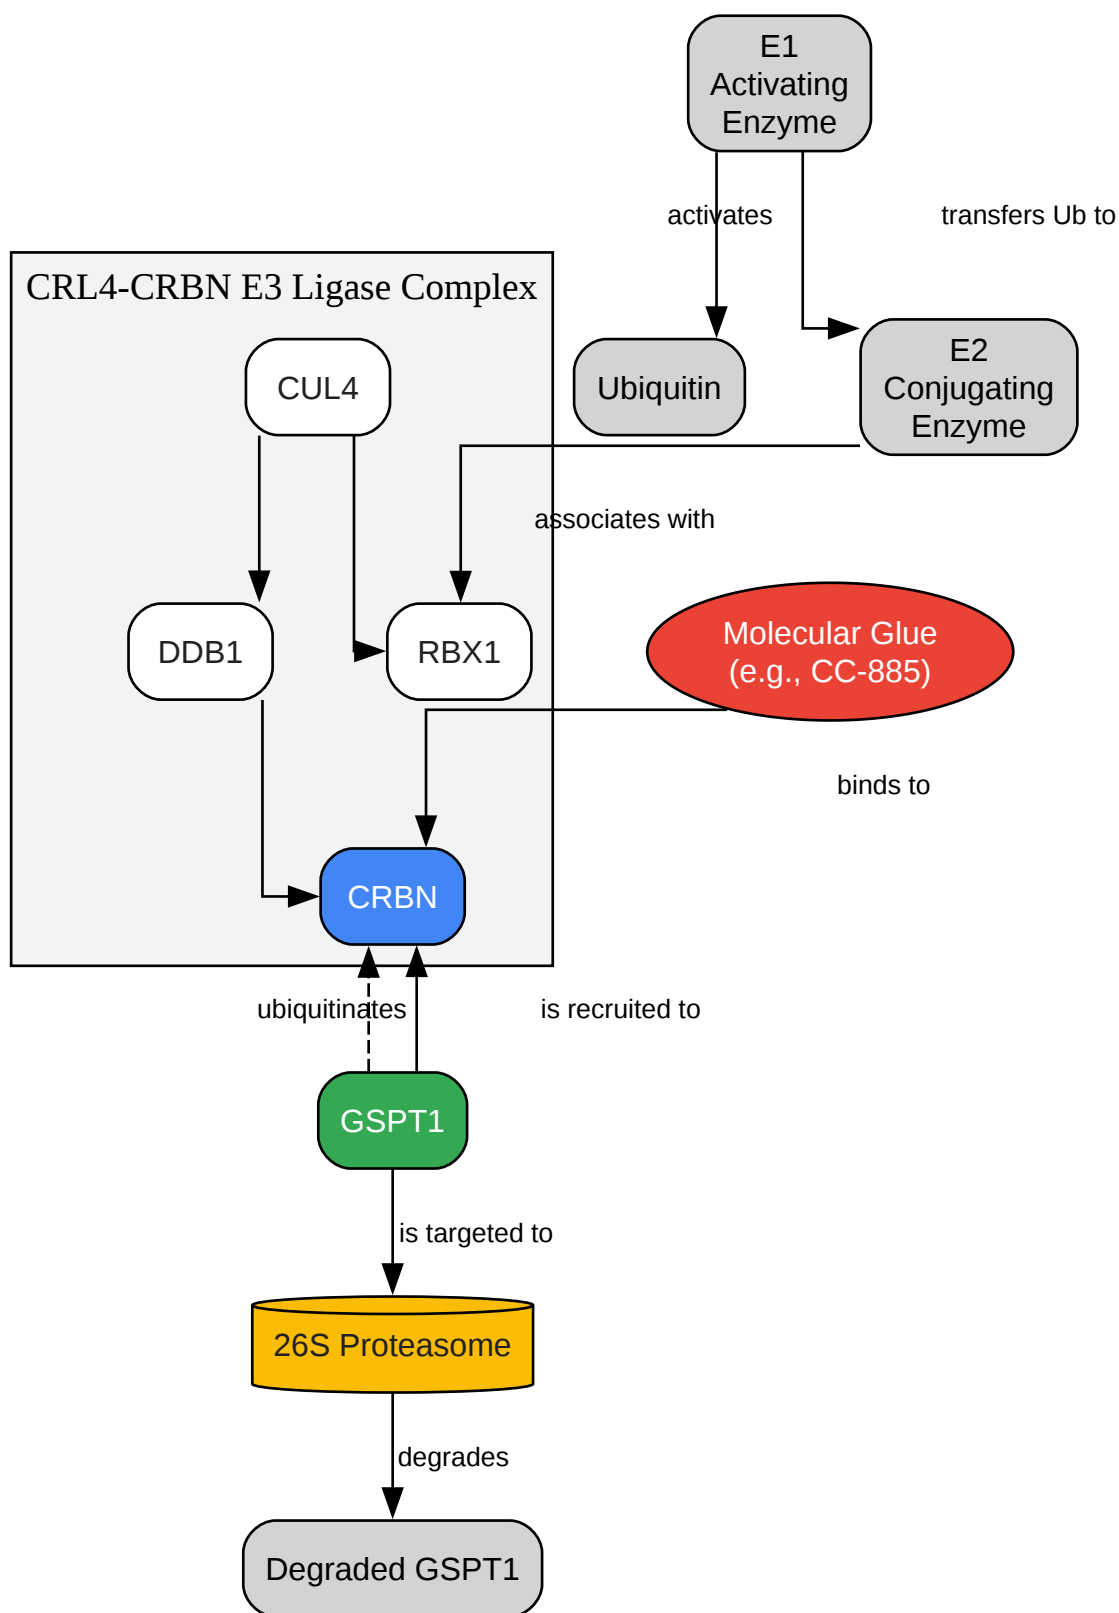 E1
Activating
Enzyme
activates
transfers Ub to
CRL4-CRBN E3 Ligase Complex
CUL4
Ubiquitin
E2
Conjugating
Enzyme
associates with
DDB1
RBX1
Molecular Glue
(e.g., CC-885)
binds to
CRBN
ubiquitinates
is recruited to
GSPT1
is targeted to
26S Proteasome
degrades
Degraded GSPT1